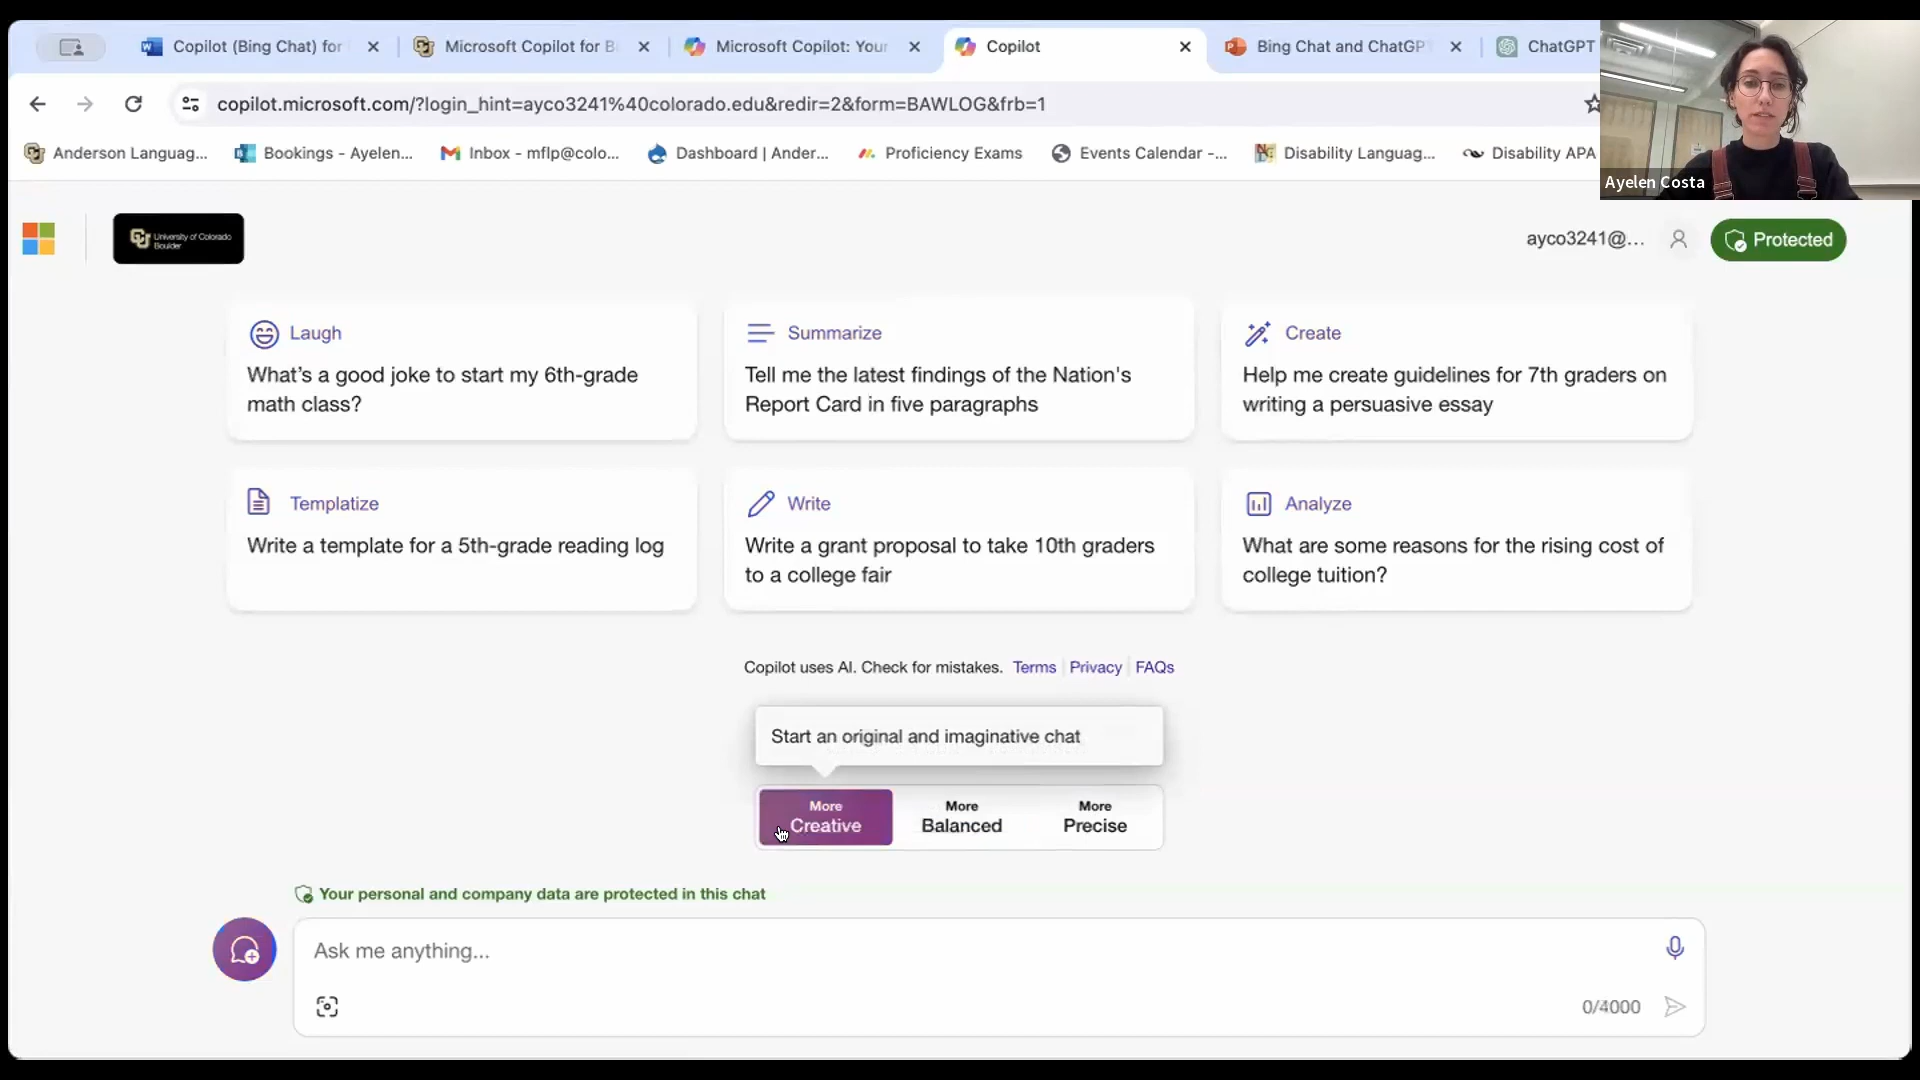 Copilot (Bing Chat) for
Microsoft Copilot for B
Microsoft Copilot: Your
Copilot
Bing Chat and ChatGP
ChatGPT
copilot.microsoft.com/?login_hint=ayco3241%40colorado.edu&redir=2&form=BAWLOG&frb=1
Anderson Languag...
Bookings - Ayelen...
Inbox - mflp@colo...
Dashboard | Ander...
Proficiency Exams
Events Calendar -...
Disability Languag...
Disability APA
Ayelen Costa
University of Colorado
Boulder
ayco3241@...
Protected
Laugh
What's a good joke to start my 6th-grade
math class?
Summarize
Tell me the latest findings of the Nation's
Report Card in five paragraphs
Create
Help me create guidelines for 7th graders on
writing a persuasive essay
Templatize
Write a template for a 5th-grade reading log
Write
Write a grant proposal to take 10th graders
to a college fair
Analyze
What are some reasons for the rising cost of
college tuition?
Copilot uses AI. Check for mistakes. Terms Privacy FAQs
Start an original and imaginative chat
More
Creative
More
Balanced
More
Precise
Your personal and company data are protected in this chat
Ask me anything...
0/4000